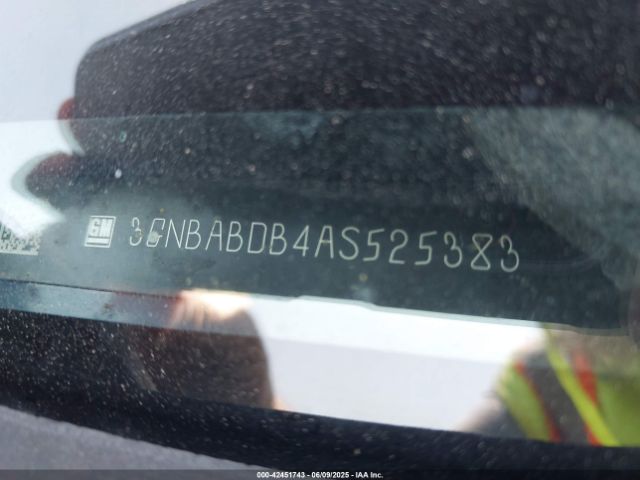 GM 3GNBABDB4AS525383
000-42451743 | 06/09/2025 | IAA Inc.